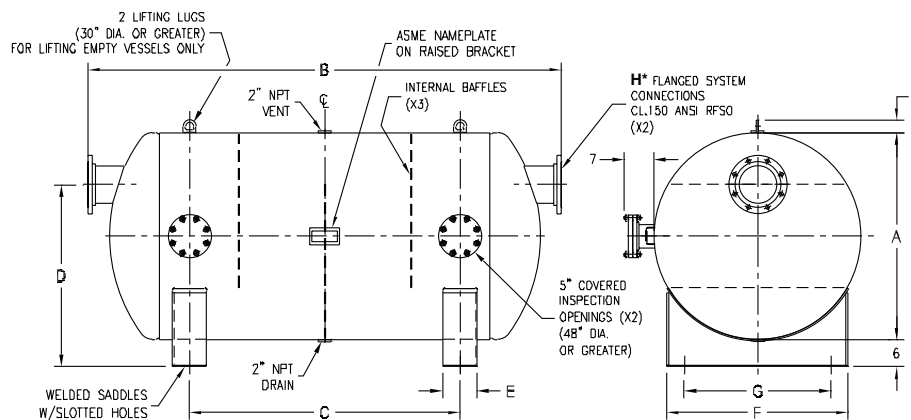 2 LIFTING LUGS
(30" DIA. OR GREATER)
FOR LIFTING EMPTY VESSELS ONLY
ASME NAMEPLATE
ON RAISED BRACKET
B
2" NPT
VENT
℄
INTERNAL BAFFLES
(X3)
H* FLANGED SYSTEM
CONNECTIONS
CL.150 ANSI RFSO
(X2)
7
A
D
5" COVERED
INSPECTION
OPENINGS (X2)
(48" DIA.
OR GREATER)
6
2" NPT
DRAIN
E
G
WELDED SADDLES
W/SLOTTED HOLES
C
F